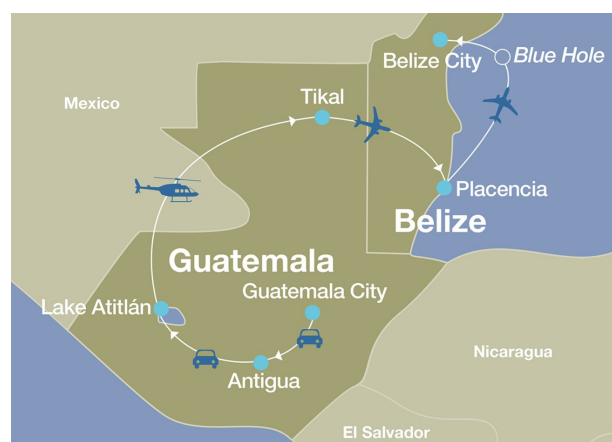 Belize City
Blue Hole
Mexico
Tikal
Placencia
Belize
Guatemala
Guatemala City
Lake Atitlán
Nicaragua
Antigua
El Salvador